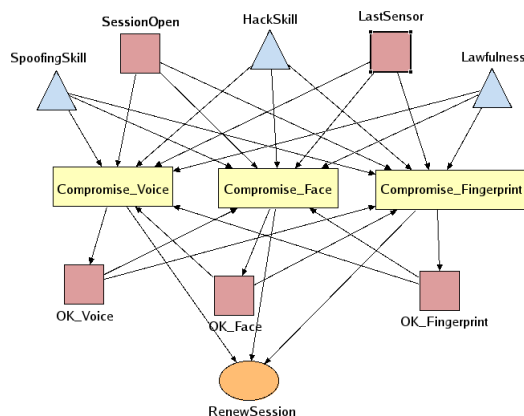 SessionOpen
HackSkill
LastSensor
SpoofingSkill
Lawfulness
Compromise_Voice
Compromise_Face
Compromise_Fingerprint
OK_Voice
OK_Face
OK_Fingerprint
RenewSession